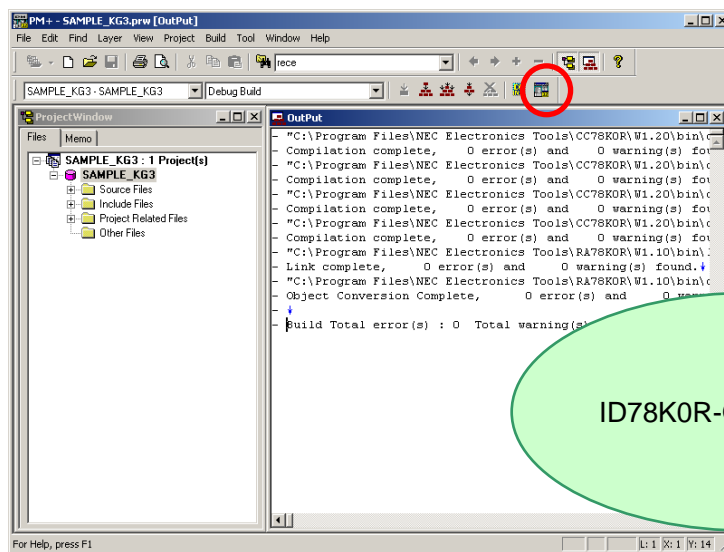 PM+ - SAMPLE_KG3.prw [OutPut]
File Edit Find Layer View Project Build Tool Window Help
rece
SAMPLE_KG3 - SAMPLE_KG3 Debug Build
ProjectWindow
Files Memo
SAMPLE_KG3 : 1 Project(s)
SAMPLE_KG3
Source Files
Include Files
Project Related Files
Other Files
OutPut
- "C:\Program Files\NEC Electronics Tools\CC78K0R\W1.20\bin\
- Compilation complete, 0 error(s) and 0 warning(s)
- "C:\Program Files\NEC Electronics Tools\CC78K0R\W1.20\bin\
- Compilation complete, 0 error(s) and 0 warning(s)
- "C:\Program Files\NEC Electronics Tools\CC78K0R\W1.20\bin\
- Compilation complete, 0 error(s) and 0 warning(s)
- "C:\Program Files\NEC Electronics Tools\CC78K0R\W1.20\bin\
- Compilation complete, 0 error(s) and 0 warning(s)
- "C:\Program Files\NEC Electronics Tools\RA78K0R\W1.10\bin\
- Link complete, 0 error(s) and 0 warning(s) found.
- "C:\Program Files\NEC Electronics Tools\RA78K0R\W1.10\bin\
- Object Conversion Complete, 0 error(s) and 0
-
- Build Total error(s) : 0 Total warning(s)
ID78K0R-
For Help, press F1
L: 1 X: 1 Y: 14